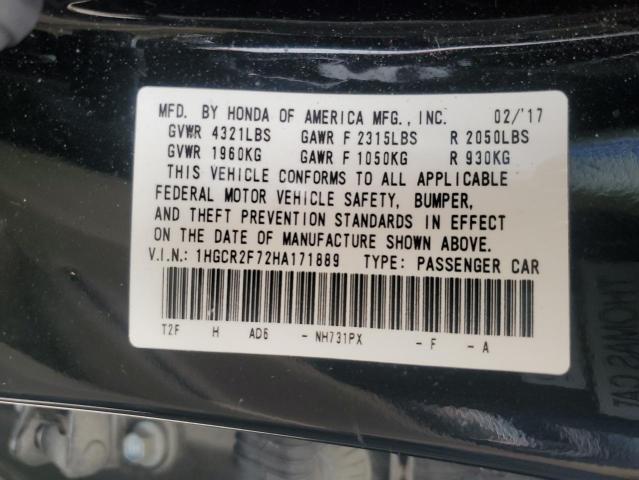 MFD. BY HONDA OF AMERICA MFG., INC. 02/'17
GVWR 4321LBS GAWR F 2315LBS R 2050LBS
GVWR 1960KG GAWR F 1050KG R 930KG
THIS VEHICLE CONFORMS TO ALL APPLICABLE
FEDERAL MOTOR VEHICLE SAFETY, BUMPER,
AND THEFT PREVENTION STANDARDS IN EFFECT
ON THE DATE OF MANUFACTURE SHOWN ABOVE.
V.I.N.: 1HGCR2F72HA171889 TYPE: PASSENGER CAR
T2F H AD6 - NH731PX - F - A